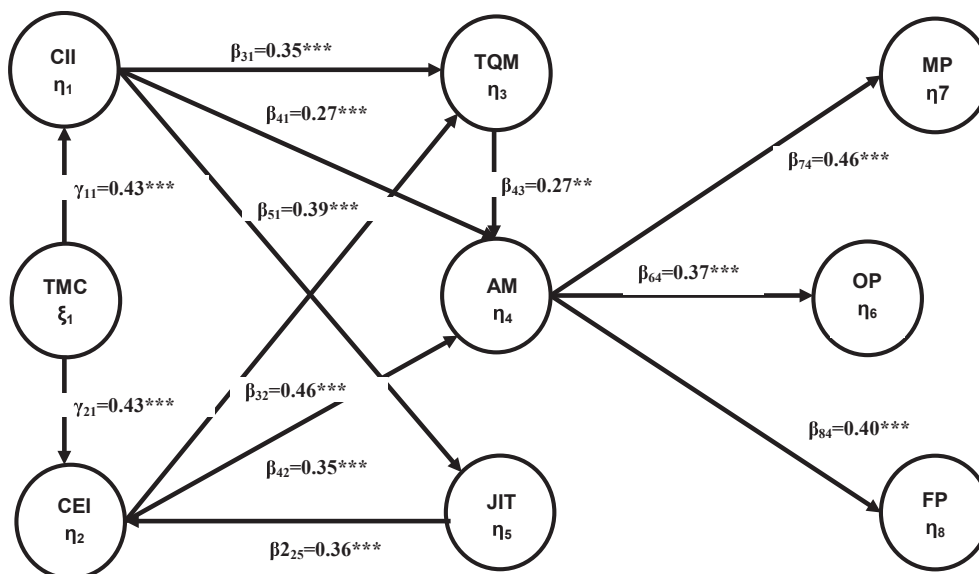 CII
η₁
β₃₁=0.35***
TQM
η₃
MP
η7
β₄₁=0.27***
γ₁₁=0.43***
β₅₁=0.39***
β₄₃=0.27**
β₇₄=0.46***
TMC
ξ₁
AM
η₄
β₆₄=0.37***
OP
η₆
γ₂₁=0.43***
β₃₂=0.46***
β₈₄=0.40***
β₄₂=0.35***
CEI
η₂
JIT
η₅
FP
η₈
β2₂₅=0.36***